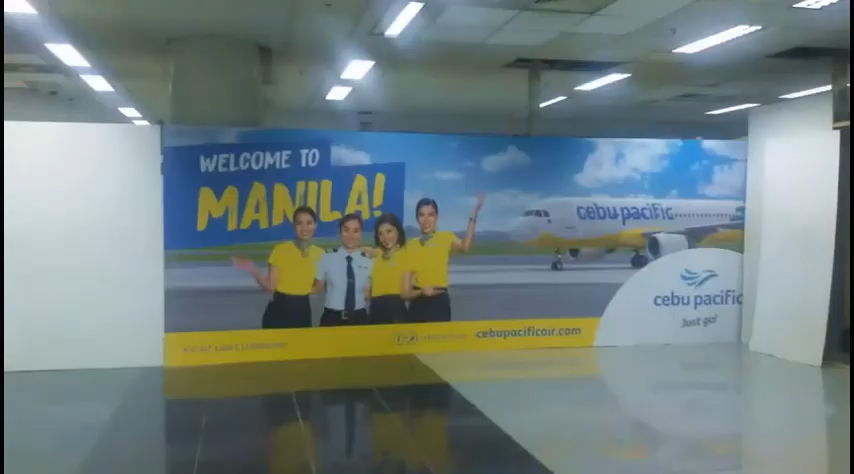 WELCOME TO
MANILA!
cebu pacific
cebu pacific
Just go!
cebupacificair.com